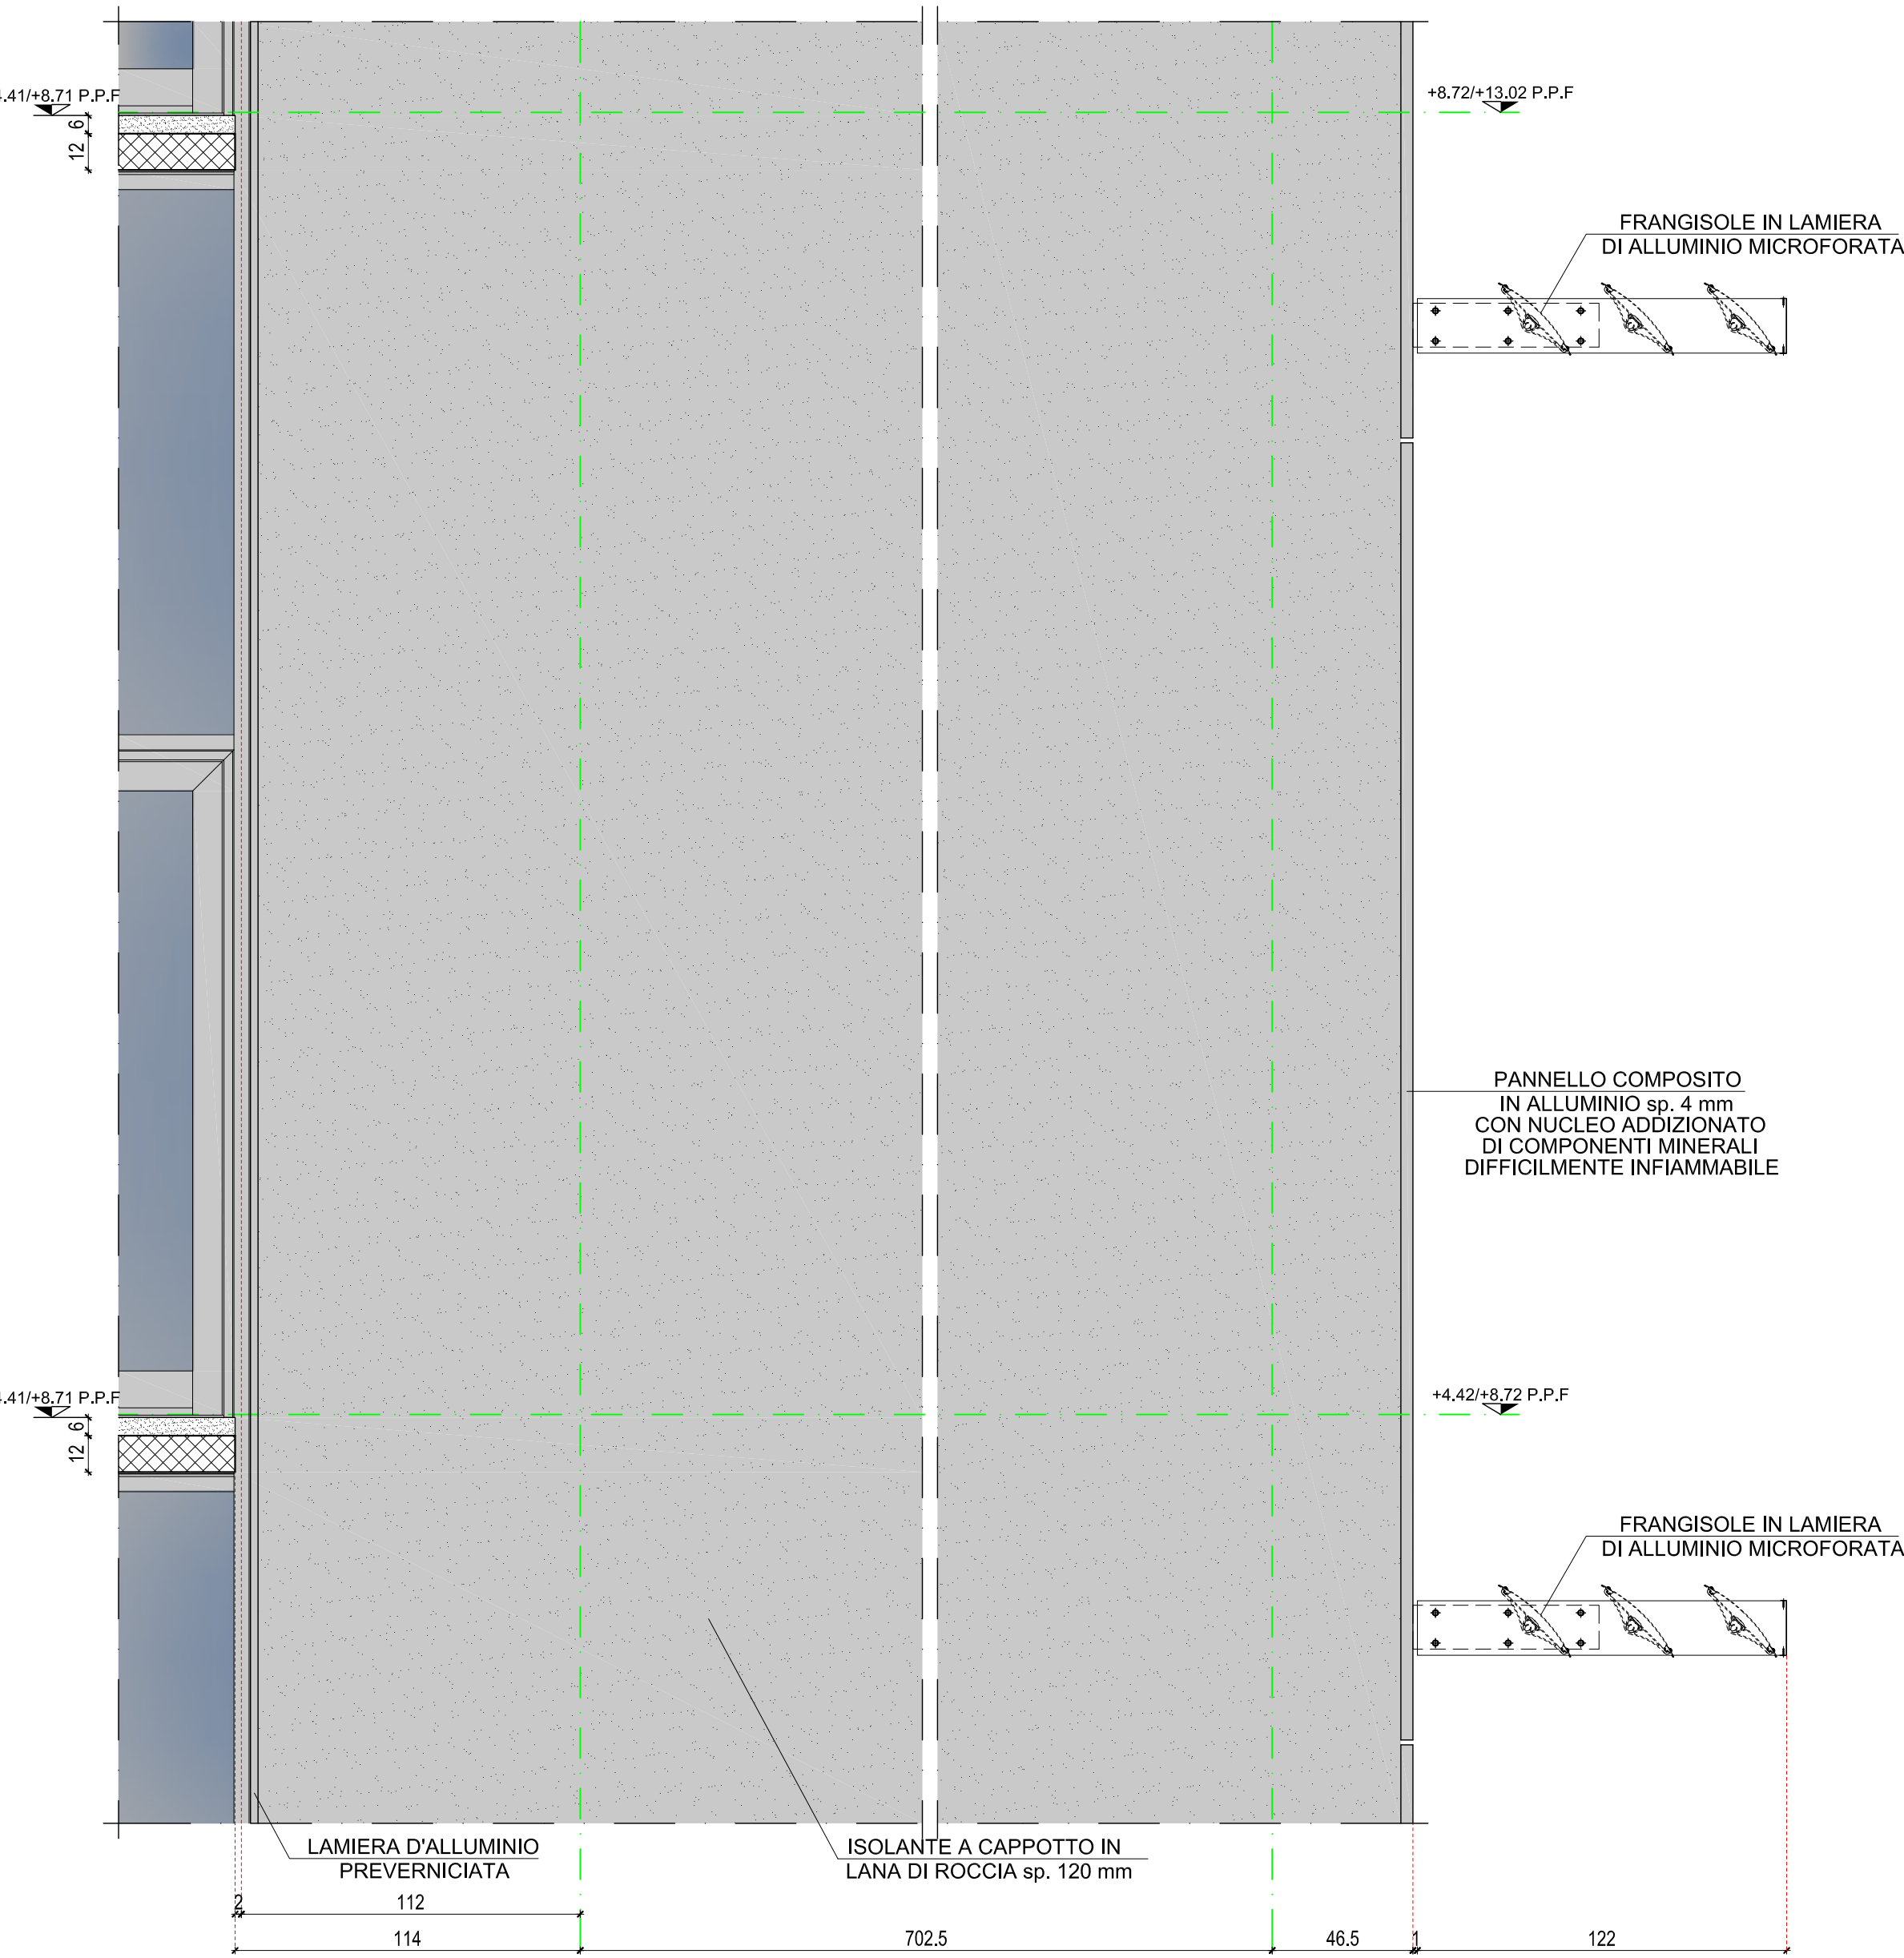 .41/+8.71 P.P.F
+8.72/+13.02 P.P.F
6
12
FRANGISOLE IN LAMIERA
DI ALLUMINIO MICROFORATA
PANNELLO COMPOSITO
IN ALLUMINIO sp. 4 mm
CON NUCLEO ADDIZIONATO
DI COMPONENTI MINERALI
DIFFICILMENTE INFIAMMABILE
.41/+8.71 P.P.F
+4.42/+8.72 P.P.F
6
12
FRANGISOLE IN LAMIERA
DI ALLUMINIO MICROFORATA
LAMIERA D'ALLUMINIO
PREVERNICIATA
ISOLANTE A CAPPOTTO IN
LANA DI ROCCIA sp. 120 mm
2 112
114 702.5 46.5 1 122